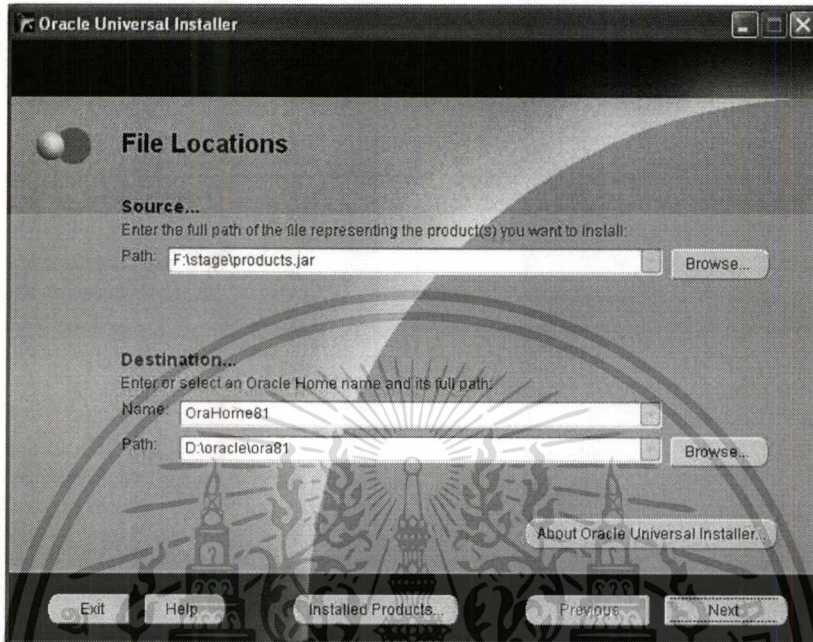 Oracle Universal Installer
File Locations
Source...
Enter the full path of the file representing the product(s) you want to install:
Path: F:\stage\products.jar Browse...
Destination...
Enter or select an Oracle Home name and its full path:
Name: OraHome81
Path: D:\oracle\ora81 Browse...
About Oracle Universal Installer...
Exit Help Installed Products... Previous Next